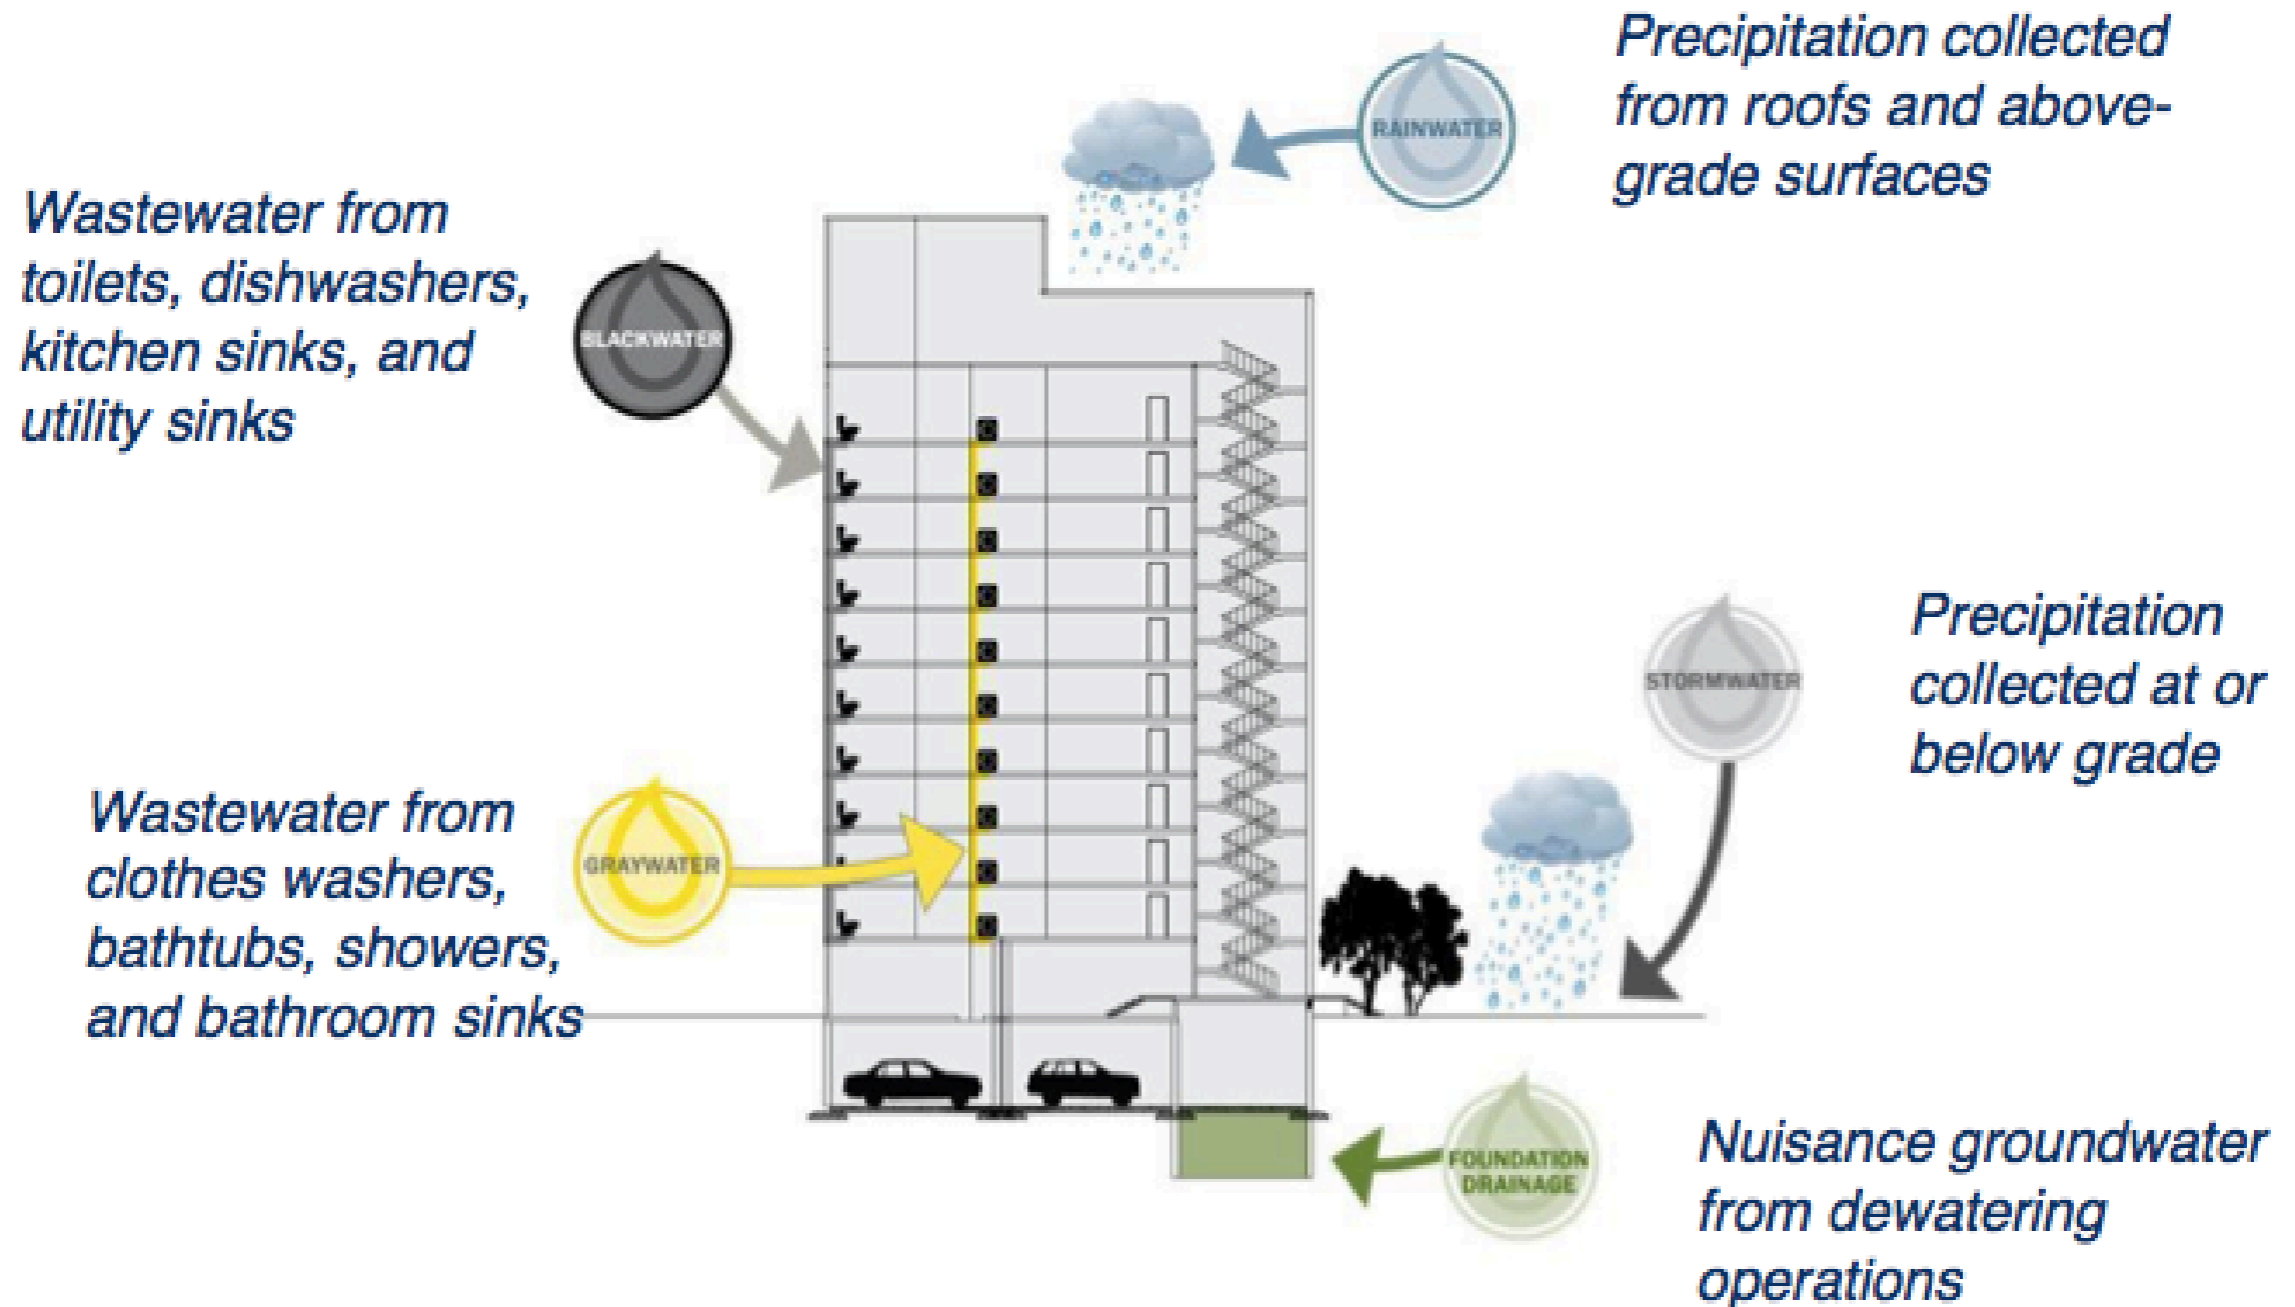 Precipitation collected
from roofs and above-
grade surfaces
RAINWATER
Wastewater from
toilets, dishwashers,
kitchen sinks, and
utility sinks
BLACKWATER
Precipitation
collected at or
below grade
STORMWATER
Wastewater from
clothes washers,
bathtubs, showers,
and bathroom sinks
GRAYWATER
Nuisance groundwater
from dewatering
operations
FOUNDATION
DRAINAGE